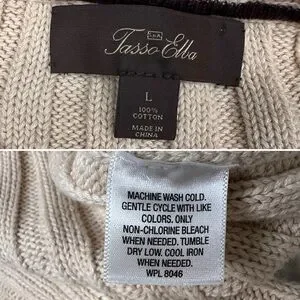 Tasso Elba
L
100%
COTTON
MADE IN
CHINA
MACHINE WASH COLD.
GENTLE CYCLE WITH LIKE
COLORS. ONLY
NON-CHLORINE BLEACH
WHEN NEEDED. TUMBLE
DRY LOW. COOL IRON
WHEN NEEDED.
WPL 8046